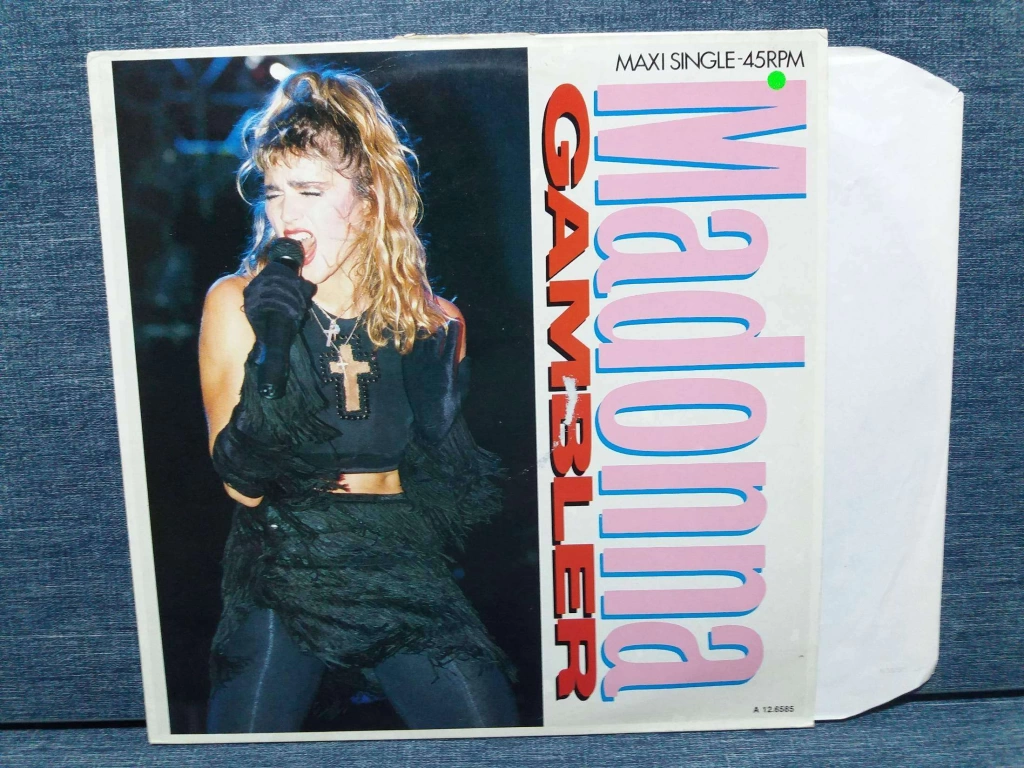 MAXI SINGLE-45RPM
Madonna
GAMBLER
A 12.6585